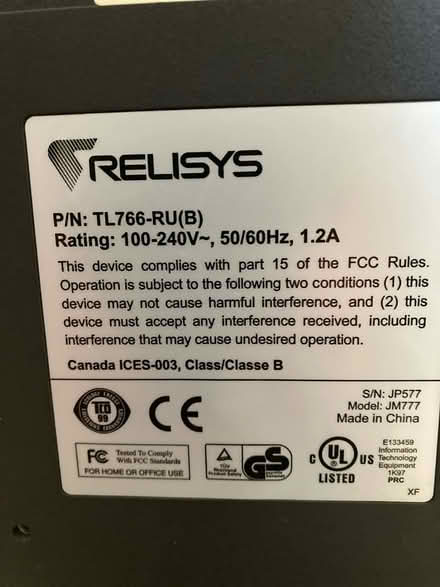 RELISYS
P/N: TL766-RU(B)
Rating: 100-240V~, 50/60Hz, 1.2A
This device complies with part 15 of the FCC Rules.
Operation is subject to the following two conditions (1) this
device may not cause harmful interference, and (2) this
device must accept any interference received, including
interference that may cause undesired operation.
Canada ICES-003, Class/Classe B
TCO
99
CE
S/N: JP577
Model: JM777
Made in China
FC Tested To Comply
With FCC Standards
FOR HOME OR OFFICE USE
TÜV
GS
C UL US
LISTED
E133459
Information
Technology
Equipment
1K97
PRC
XF